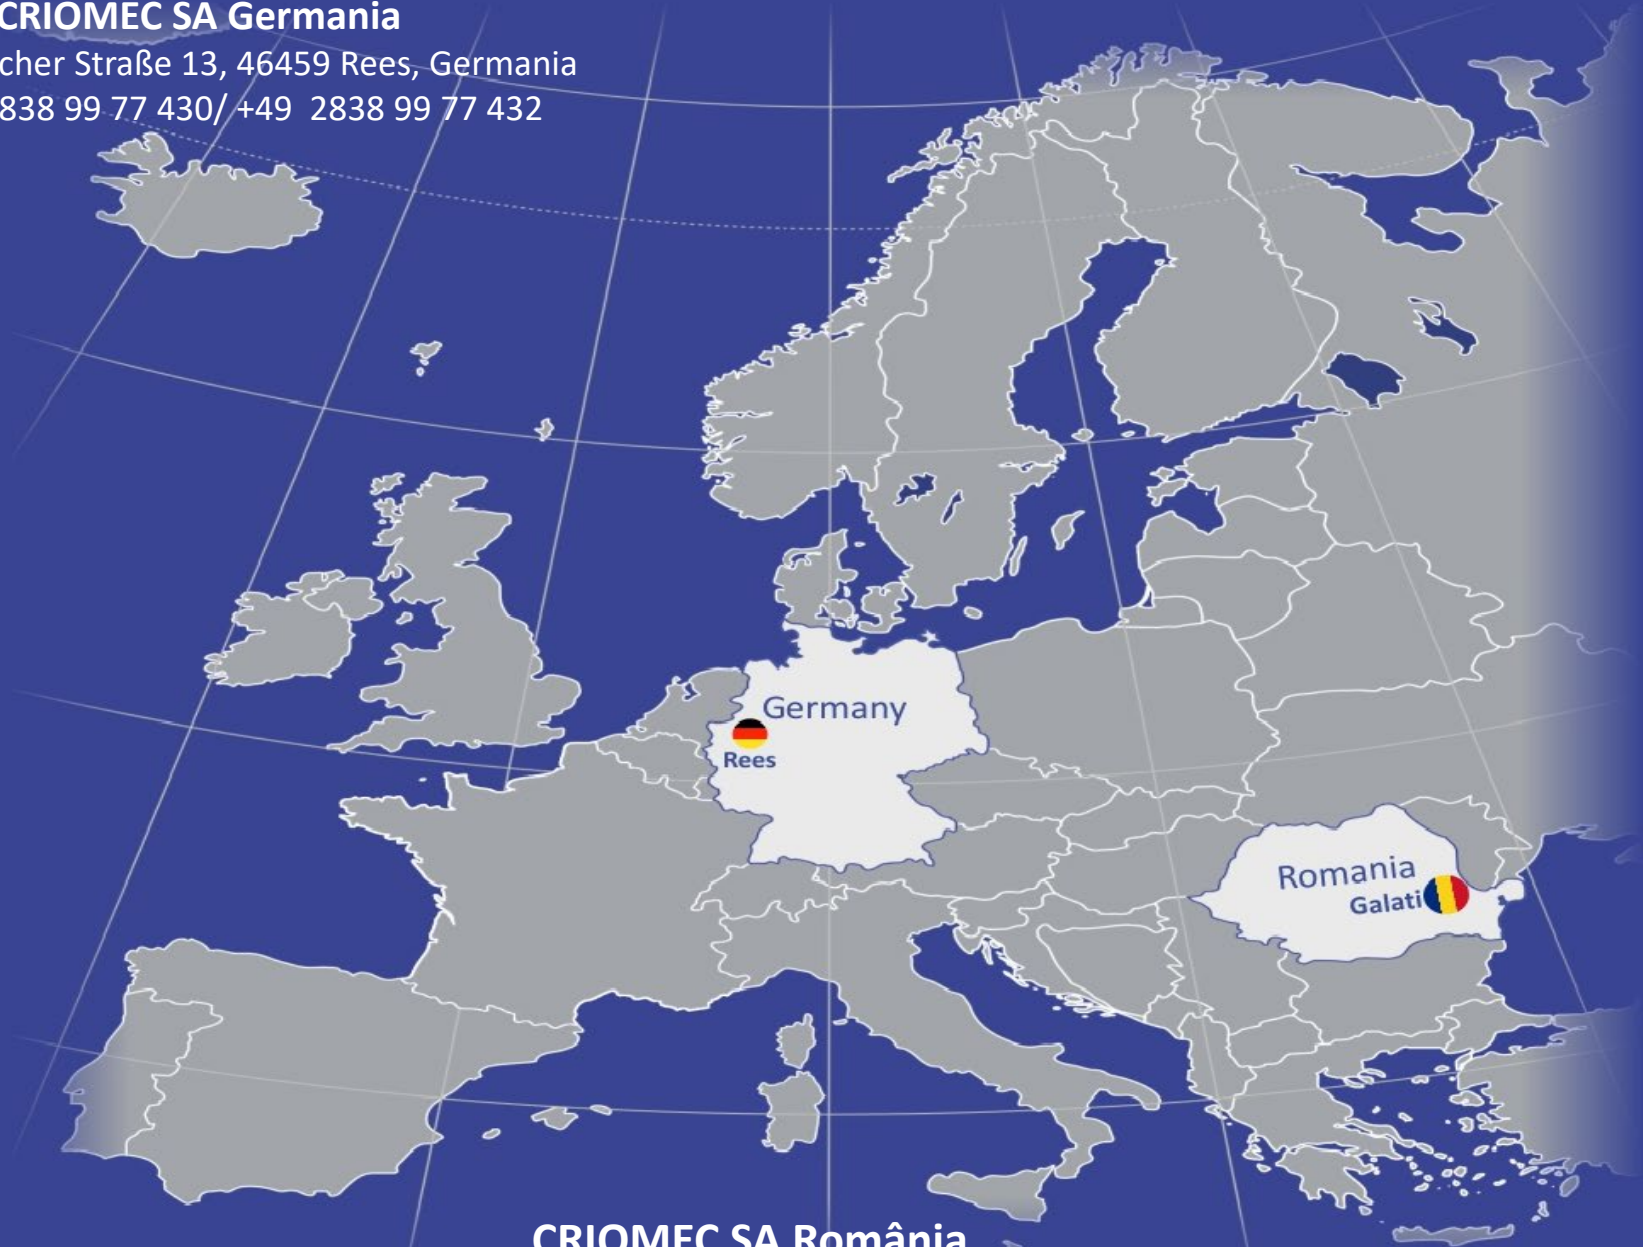 CRIOMEC SA Germania
cher Straße 13, 46459 Rees, Germania
838 99 77 430/ +49 2838 99 77 432
Germany
Rees
Romania
Galati
CRIOMEC SA România